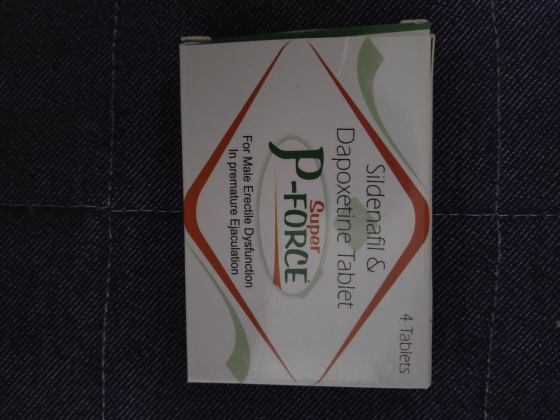 4 Tablets
Sildenafil &
Dapoxetine Tablet
Super
P-FORCE
For Male Erectile Dysfunction
In premature Ejaculation